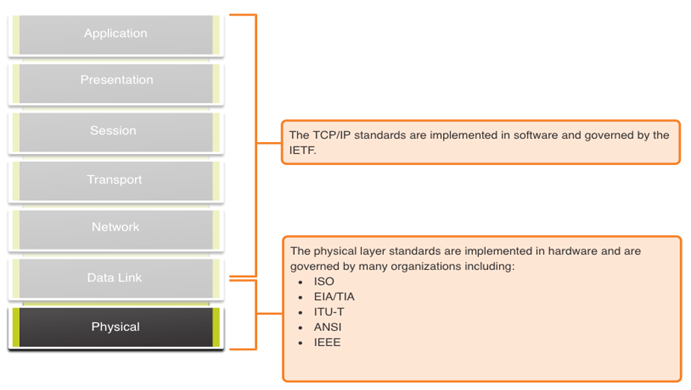 Application
Presentation
Session
Transport
Network
Data Link
Physical
The TCP/IP standards are implemented in software and governed by the
IETF.
The physical layer standards are implemented in hardware and are
governed by many organizations including:
• ISO
• EIA/TIA
• ITU-T
• ANSI
• IEEE